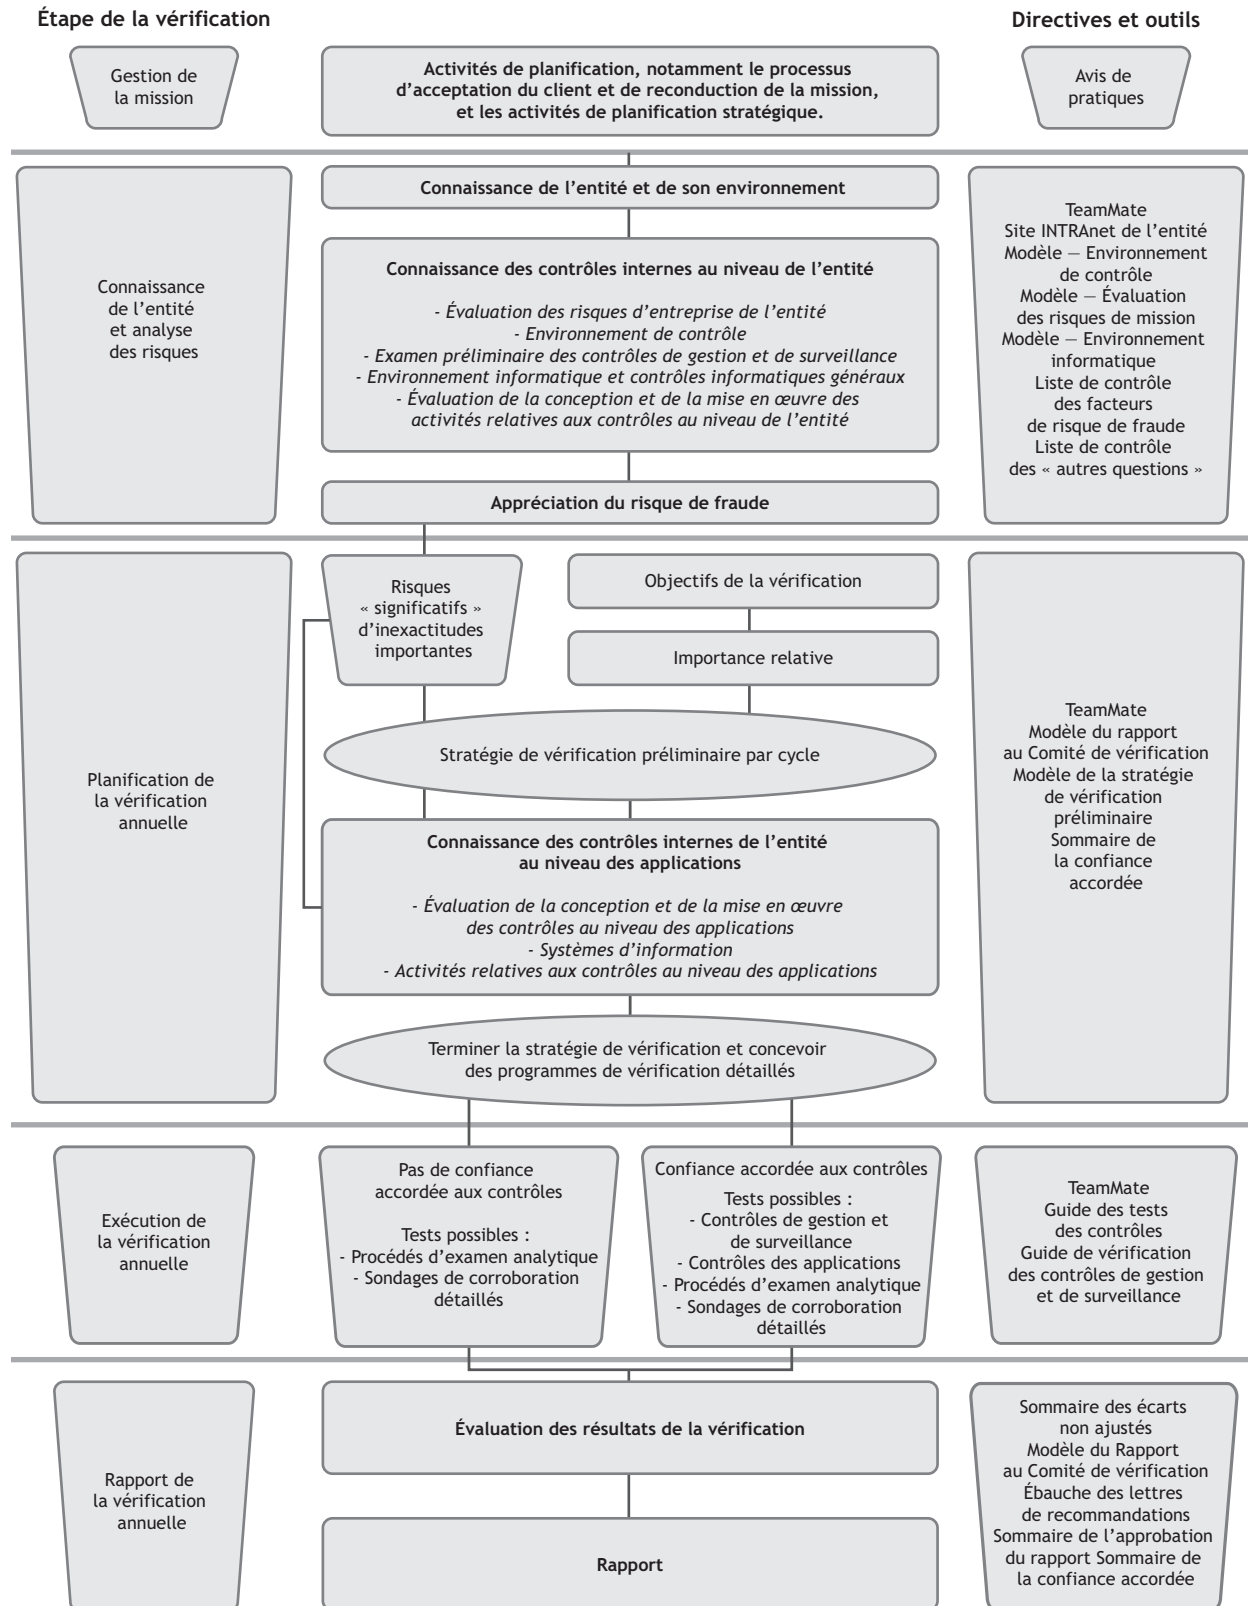 Étape de la vérification
Directives et outils
Gestion de
la mission
Activités de planification, notamment le processus
d’acceptation du client et de reconduction de la mission,
et les activités de planification stratégique.
Avis de
pratiques
Connaissance
de l’entité
et analyse
des risques
Connaissance de l’entité et de son environnement
Connaissance des contrôles internes au niveau de l’entité
- Évaluation des risques d’entreprise de l’entité
- Environnement de contrôle
- Examen préliminaire des contrôles de gestion et de surveillance
- Environnement informatique et contrôles informatiques généraux
- Évaluation de la conception et de la mise en œuvre des
activités relatives aux contrôles au niveau de l’entité
Appréciation du risque de fraude
TeamMate
Site INTRAnet de l’entité
Modèle — Environnement
de contrôle
Modèle — Évaluation
des risques de mission
Modèle — Environnement
informatique
Liste de contrôle
des facteurs
de risque de fraude
Liste de contrôle
des « autres questions »
Planification de
la vérification
annuelle
Risques
« significatifs »
d’inexactitudes
importantes
Objectifs de la vérification
Importance relative
Stratégie de vérification préliminaire par cycle
Connaissance des contrôles internes de l’entité
au niveau des applications
- Évaluation de la conception et de la mise en œuvre
des contrôles au niveau des applications
- Systèmes d’information
- Activités relatives aux contrôles au niveau des applications
Terminer la stratégie de vérification et concevoir
des programmes de vérification détaillés
TeamMate
Modèle du rapport
au Comité de vérification
Modèle de la stratégie
de vérification
préliminaire
Sommaire de
la confiance
accordée
Exécution de
la vérification
annuelle
Pas de confiance
accordée aux contrôles
Tests possibles :
- Procédés d’examen analytique
- Sondages de corroboration
détaillés
Confiance accordée aux contrôles
Tests possibles :
- Contrôles de gestion et
de surveillance
- Contrôles des applications
- Procédés d’examen analytique
- Sondages de corroboration
détaillés
TeamMate
Guide des tests
des contrôles
Guide de vérification
des contrôles de gestion
et de surveillance
Rapport de
la vérification
annuelle
Évaluation des résultats de la vérification
Rapport
Sommaire des écarts
non ajustés
Modèle du Rapport
au Comité de vérification
Ébauche des lettres
de recommandations
Sommaire de l’approbation
du rapport Sommaire de
la confiance accordée